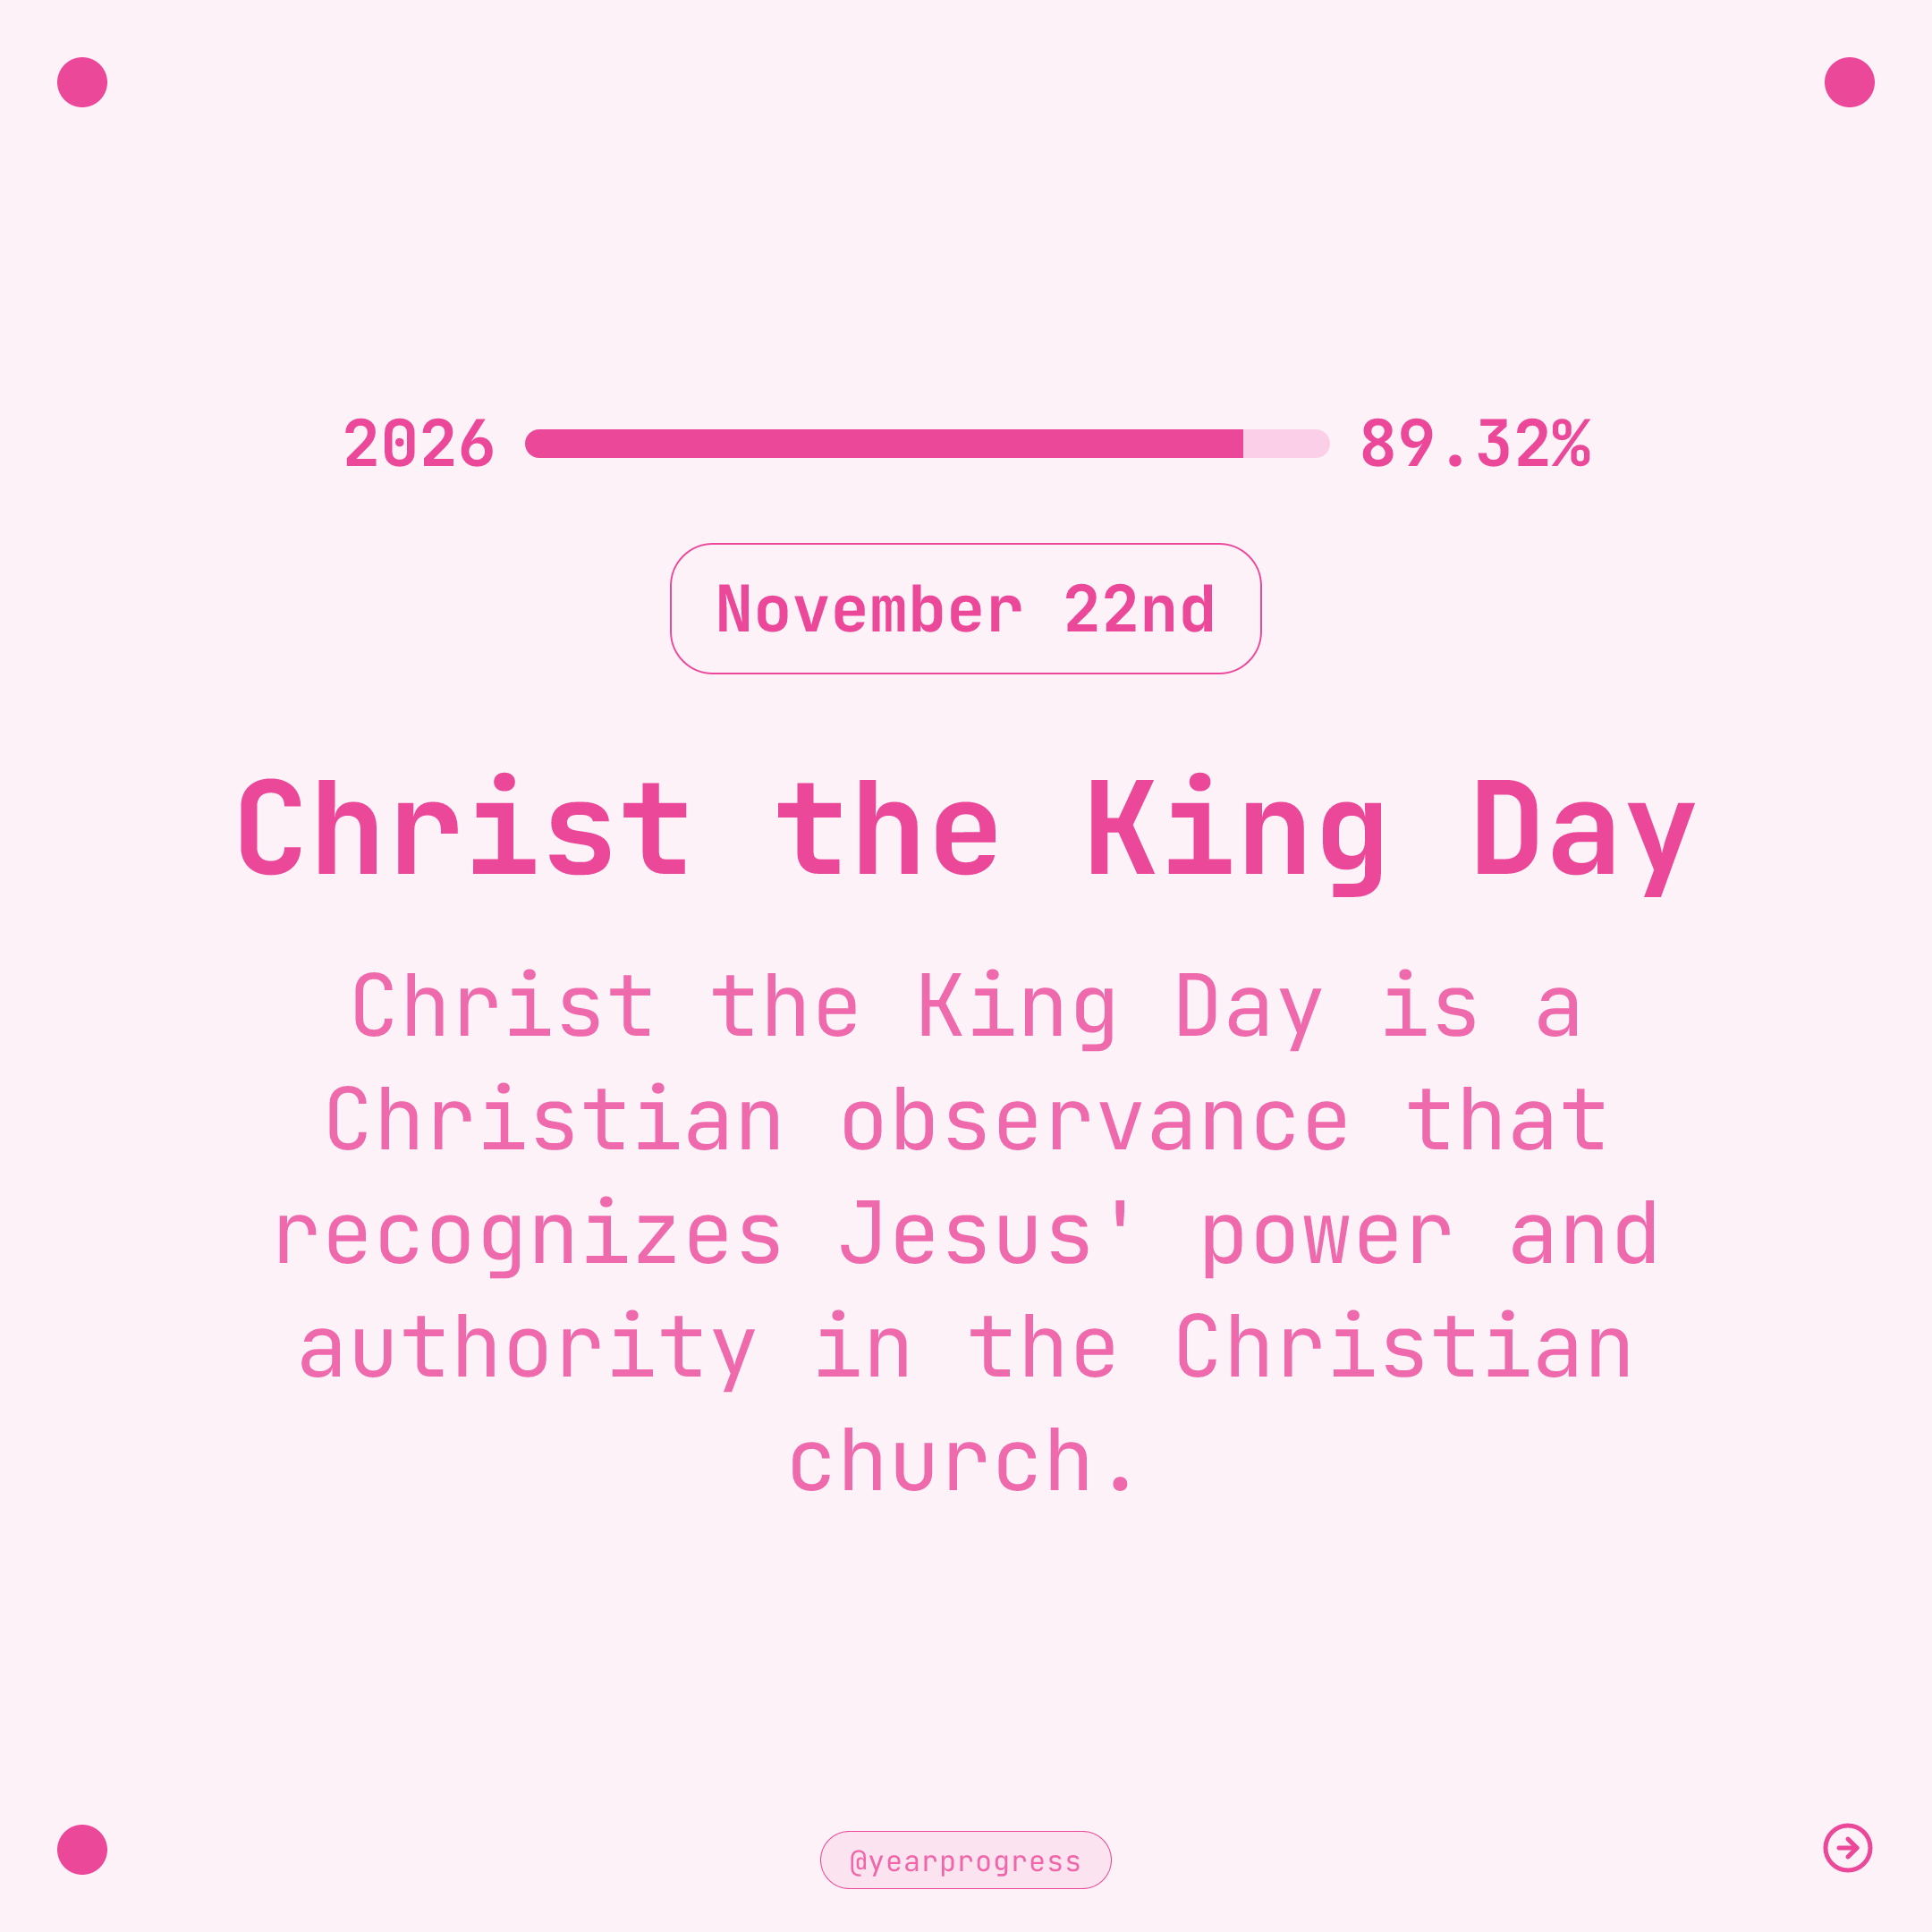 2026 89.32%
November 22nd
Christ the King Day
Christ the King Day is a
Christian observance that
recognizes Jesus' power and
authority in the Christian
church.
@yearprogress